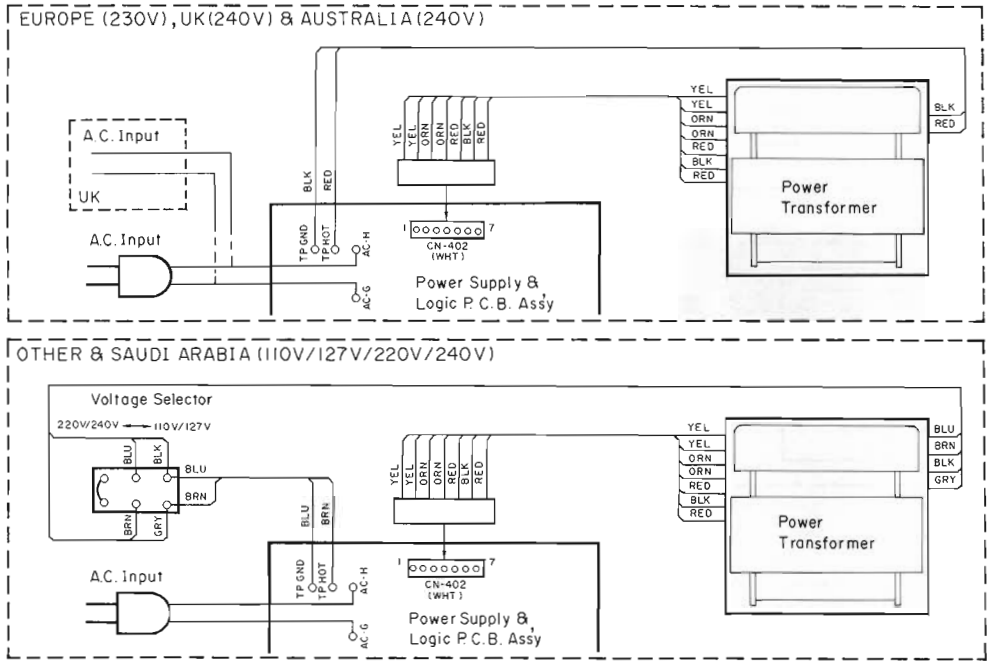 EUROPE (230V), UK(240V) & AUSTRALIA (240V)
YEL
YEL
ORN
ORN
RED
BLK
RED
BLK
RED
YEL
YEL
ORN
ORN
RED
BLK
RED
A.C. Input
UK
BLK
RED
Power
Transformer
A.C. Input
TP GND
TP HOT
AC-H
1
7
CN-402
(WHT)
AC-G
Power Supply &
Logic P.C.B. Ass'y
OTHER & SAUDI ARABIA (110V/127V/220V/240V)
Voltage Selector
220V/240V
110V/127V
BLU
BLK
BLU
BRN
BRN
GRY
BLU
BRN
YEL
YEL
ORN
ORN
RED
BLK
RED
YEL
YEL
ORN
ORN
RED
BLK
RED
BLU
BRN
BLK
GRY
Power
Transformer
A.C. Input
TP GND
TP HOT
AC-H
1
7
CN-402
(WHT)
AC-G
Power Supply &
Logic P.C.B. Ass'y